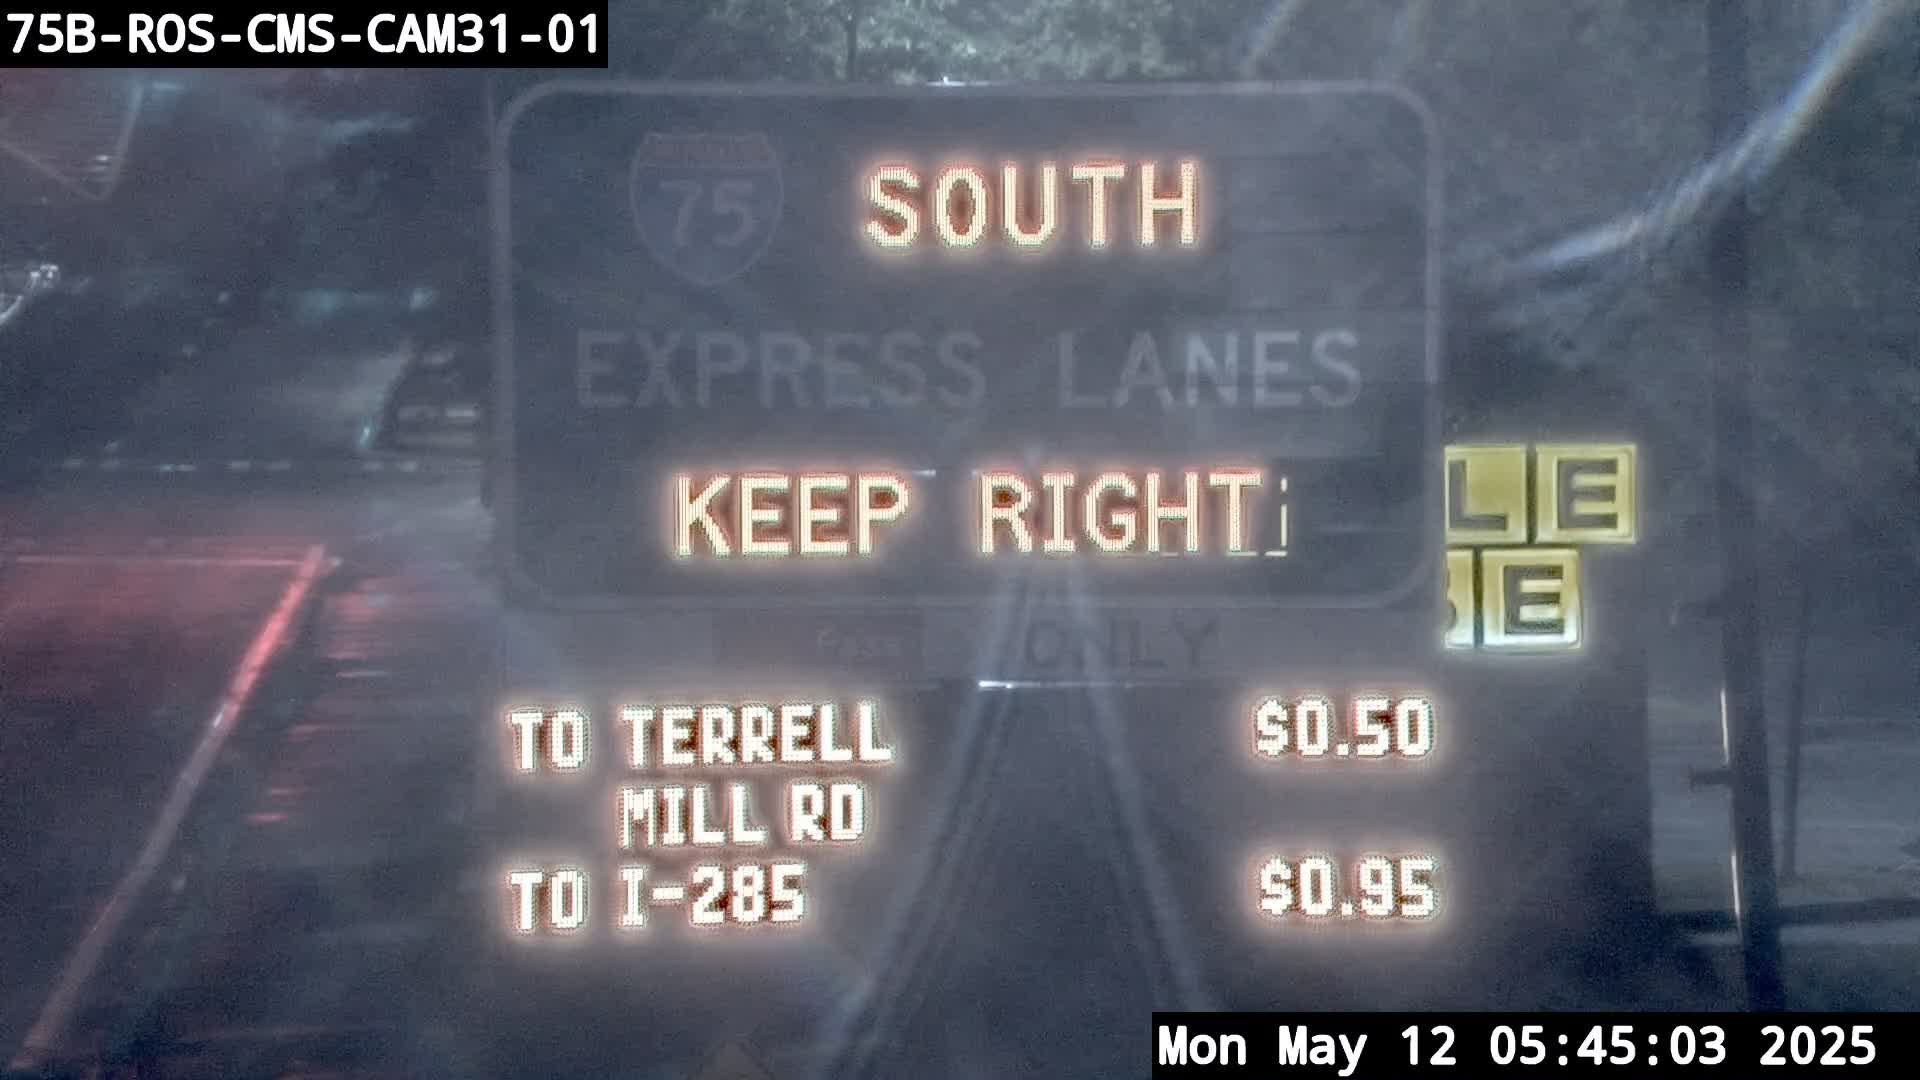 75B-ROS-CMS-CAM31-01
75 SOUTH
EXPRESS LANES
KEEP RIGHT
LE
E
ONLY
TO TERRELL $0.50
MILL RD
TO I-285 $0.95
Mon May 12 05:45:03 2025